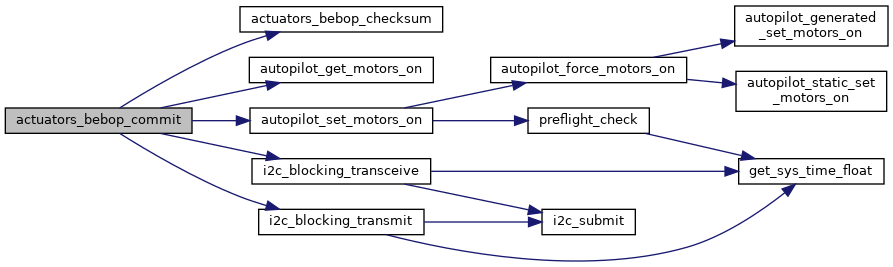 actuators_bebop_commit
actuators_bebop_checksum
autopilot_get_motors_on
autopilot_set_motors_on
i2c_blocking_transceive
i2c_blocking_transmit
autopilot_force_motors_on
preflight_check
i2c_submit
autopilot_generated
_set_motors_on
autopilot_static_set
_motors_on
get_sys_time_float